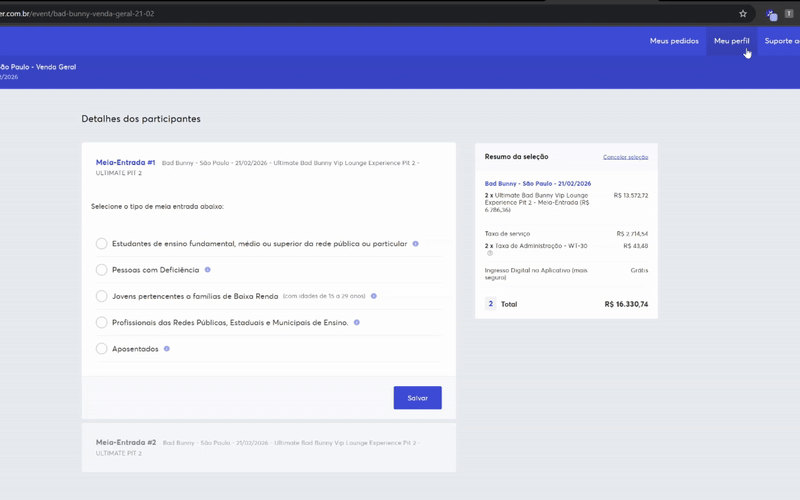 er.com.br/event/bad-bunny-venda-geral-21-02
Meus pedidos
Meu perfil
Suporte a
ão Paulo - Venda Geral
/2026
Detalhes dos participantes
Meia-Entrada #1 Bad Bunny - São Paulo - 21/02/2026 - Ultimate Bad Bunny Vip Lounge Experience Pit 2 -
ULTIMATE PIT 2
Selecione o tipo de meia entrada abaixo:
Estudantes de ensino fundamental, médio ou superior da rede pública ou particular
Pessoas com Deficiência
Jovens pertencentes a famílias de Baixa Renda (com idades de 15 a 29 anos)
Profissionais das Redes Públicas, Estaduais e Municipais de Ensino.
Aposentados
Salvar
Meia-Entrada #2 Bad Bunny - São Paulo - 21/02/2026 - Ultimate Bad Bunny Vip Lounge Experience Pit 2 -
ULTIMATE PIT 2
Resumo da seleção
Cancelar seleção
Bad Bunny - São Paulo - 21/02/2026
2 x Ultimate Bad Bunny Vip Lounge R$ 13.572,72
Experience Pit 2 - Meia-Entrada (R$
6.786,36)
Taxa de serviço R$ 2.714,54
2 x Taxa de Administração - WT-30 R$ 43,48
Ingresso Digital no Aplicativo (mais Grátis
segura)
2 Total R$ 16.330,74